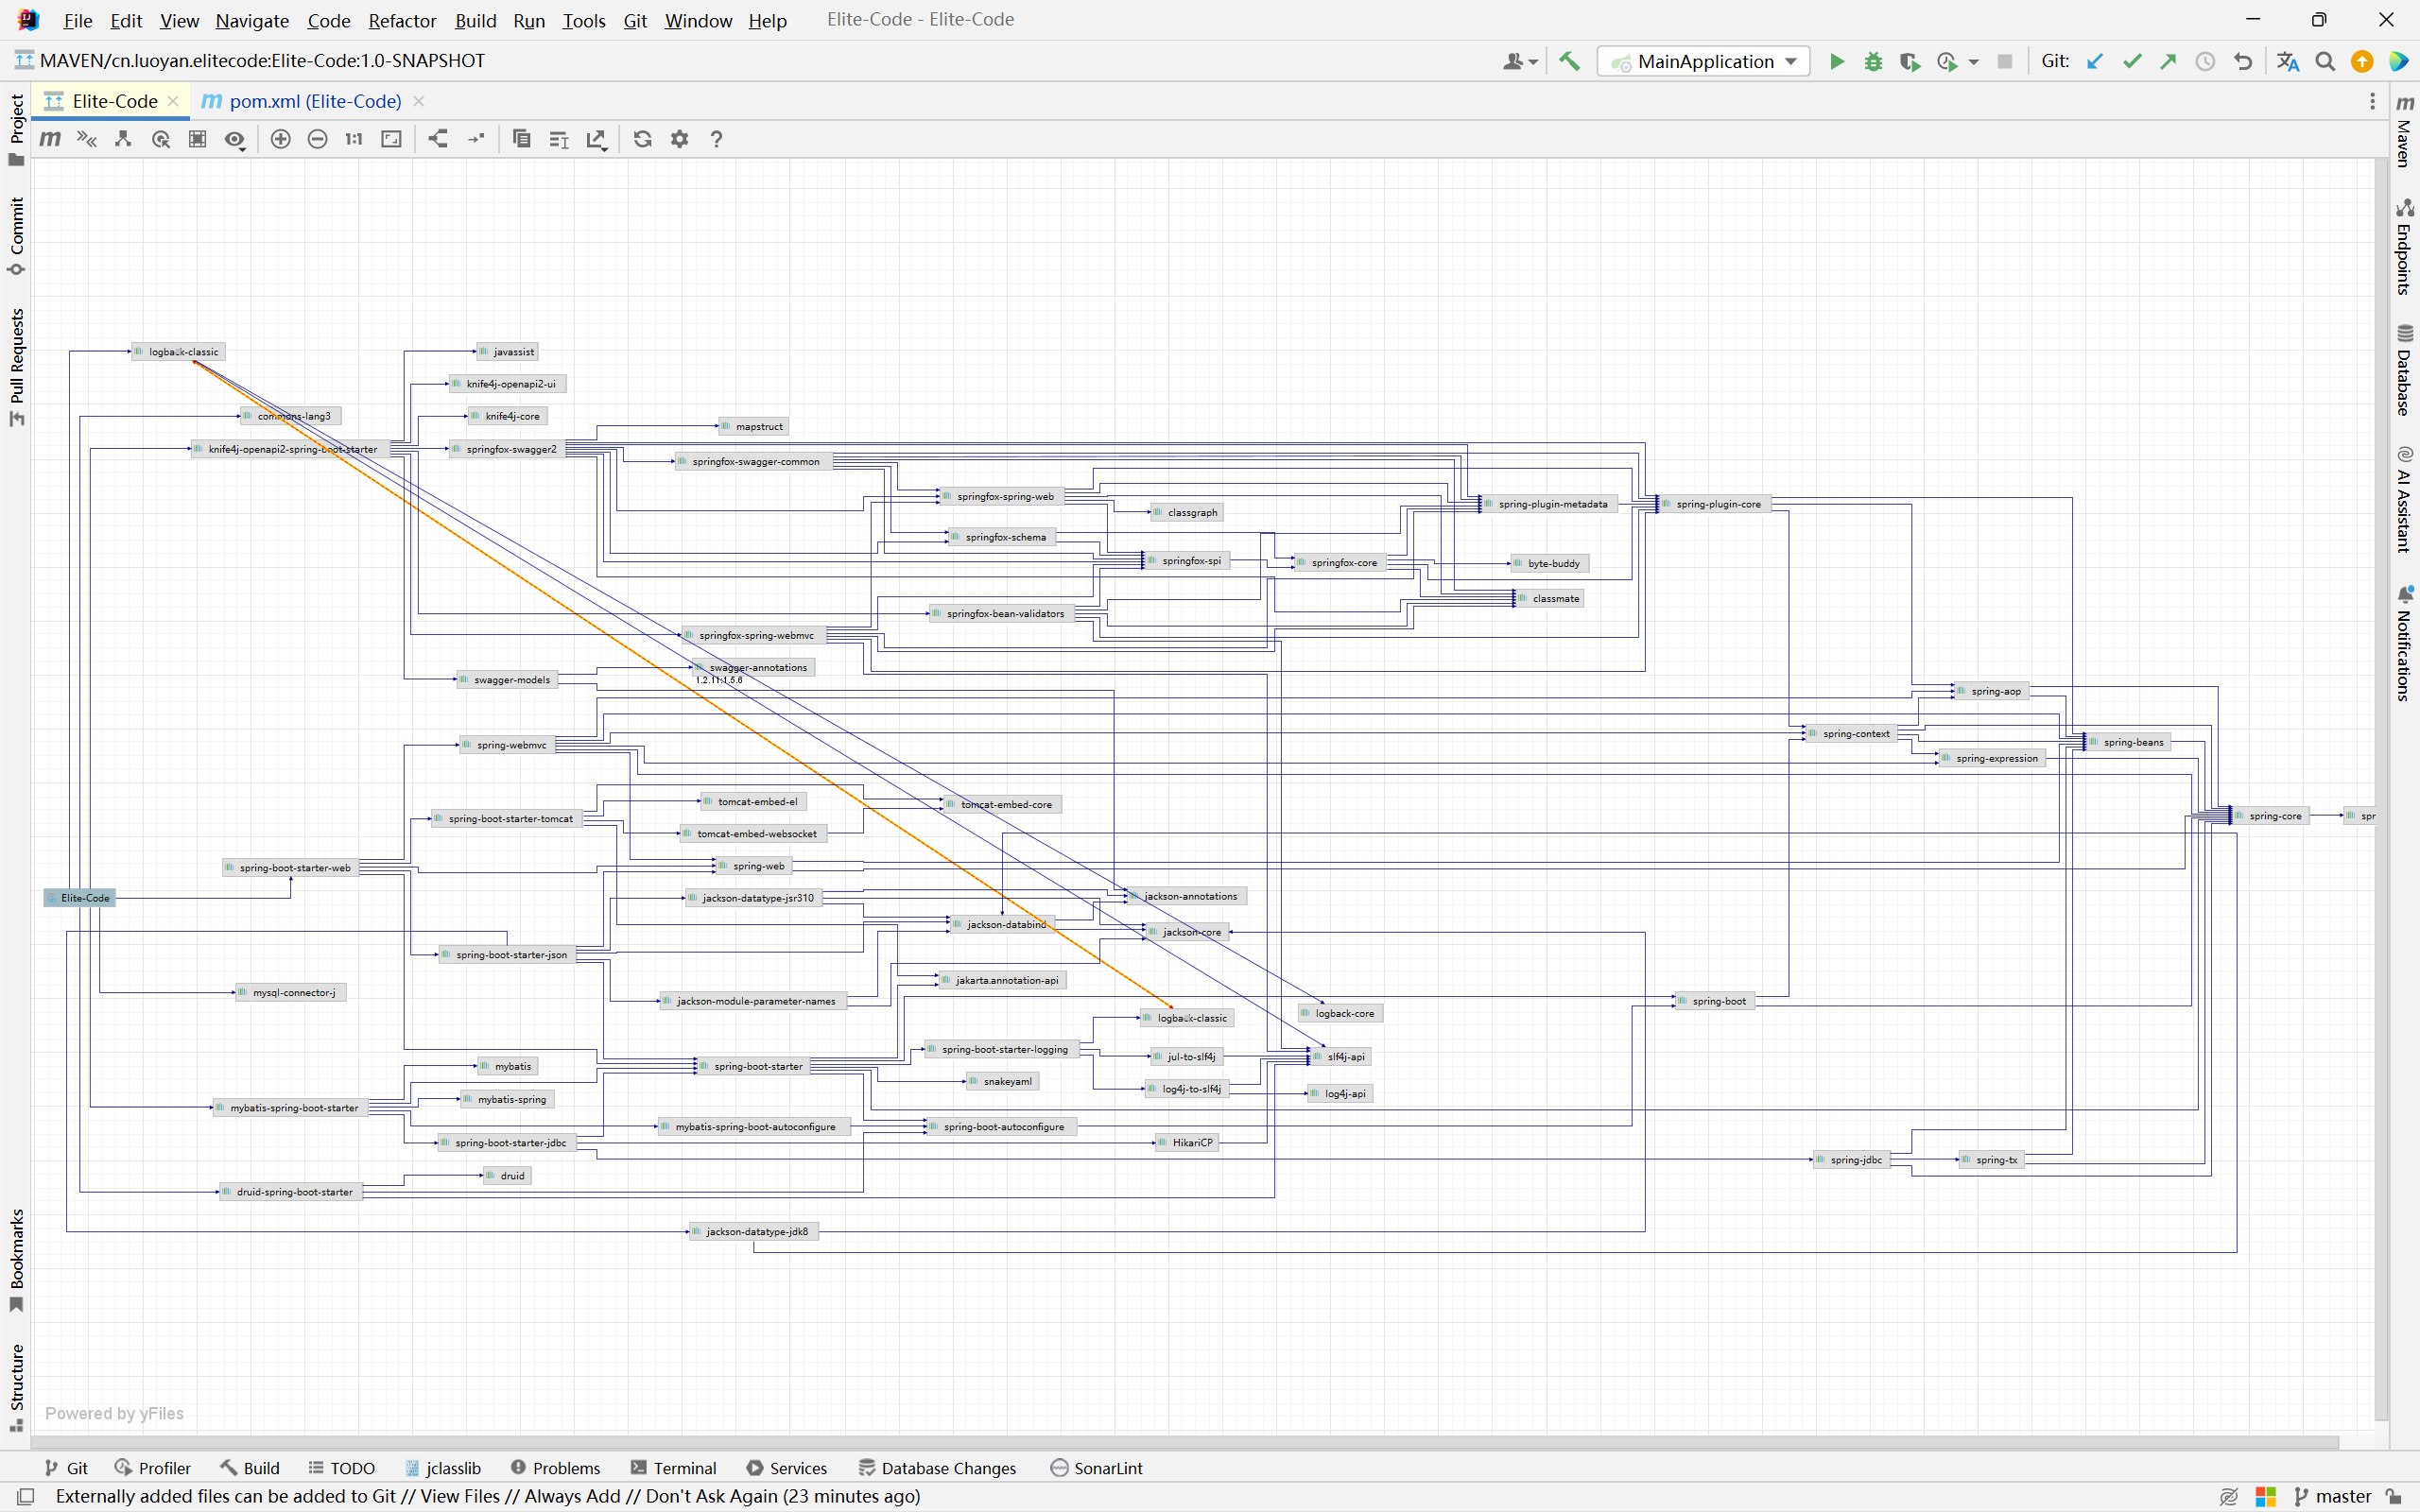 File Edit View Navigate Code Refactor Build Run Tools Git Window Help Elite-Code - Elite-Code
MAVEN/cn.luoyan.elitecode:Elite-Code:1.0-SNAPSHOT
MainApplication
Git:
Elite-Code
pom.xml (Elite-Code)
1:1
Project
Commit
Pull Requests
Bookmarks
Structure
Maven
Endpoints
Database
AI Assistant
Notifications
logback-classic
javassist
knife4j-openapi2-ui
commons-lang3
knife4j-core
mapstruct
knife4j-openapi2-spring-boot-starter
springfox-swagger2
springfox-swagger-common
springfox-spring-web
spring-plugin-metadata
spring-plugin-core
classgraph
springfox-schema
springfox-spi
springfox-core
byte-buddy
classmate
springfox-bean-validators
springfox-spring-webmvc
swagger-annotations
swagger-models
spring-aop
spring-context
spring-webmvc
spring-beans
spring-expression
tomcat-embed-el
tomcat-embed-core
spring-boot-starter-tomcat
spring-core
spr
tomcat-embed-websocket
spring-boot-starter-web
spring-web
Elite-Code
jackson-datatype-jsr310
jackson-annotations
jackson-databind
jackson-core
spring-boot-starter-json
jakarta.annotation-api
mysql-connector-j
jackson-module-parameter-names
spring-boot
logback-core
logback-classic
spring-boot-starter-logging
jul-to-slf4j
slf4j-api
mybatis
spring-boot-starter
snakeyaml
log4j-to-slf4j
log4j-api
mybatis-spring
mybatis-spring-boot-starter
mybatis-spring-boot-autoconfigure
spring-boot-autoconfigure
spring-boot-starter-jdbc
HikariCP
spring-jdbc
spring-tx
druid
druid-spring-boot-starter
jackson-datatype-jdk8
Powered by yFiles
Git Profiler Build TODO jclasslib Problems Terminal Services Database Changes SonarLint
Externally added files can be added to Git // View Files // Always Add // Don't Ask Again (23 minutes ago)
master